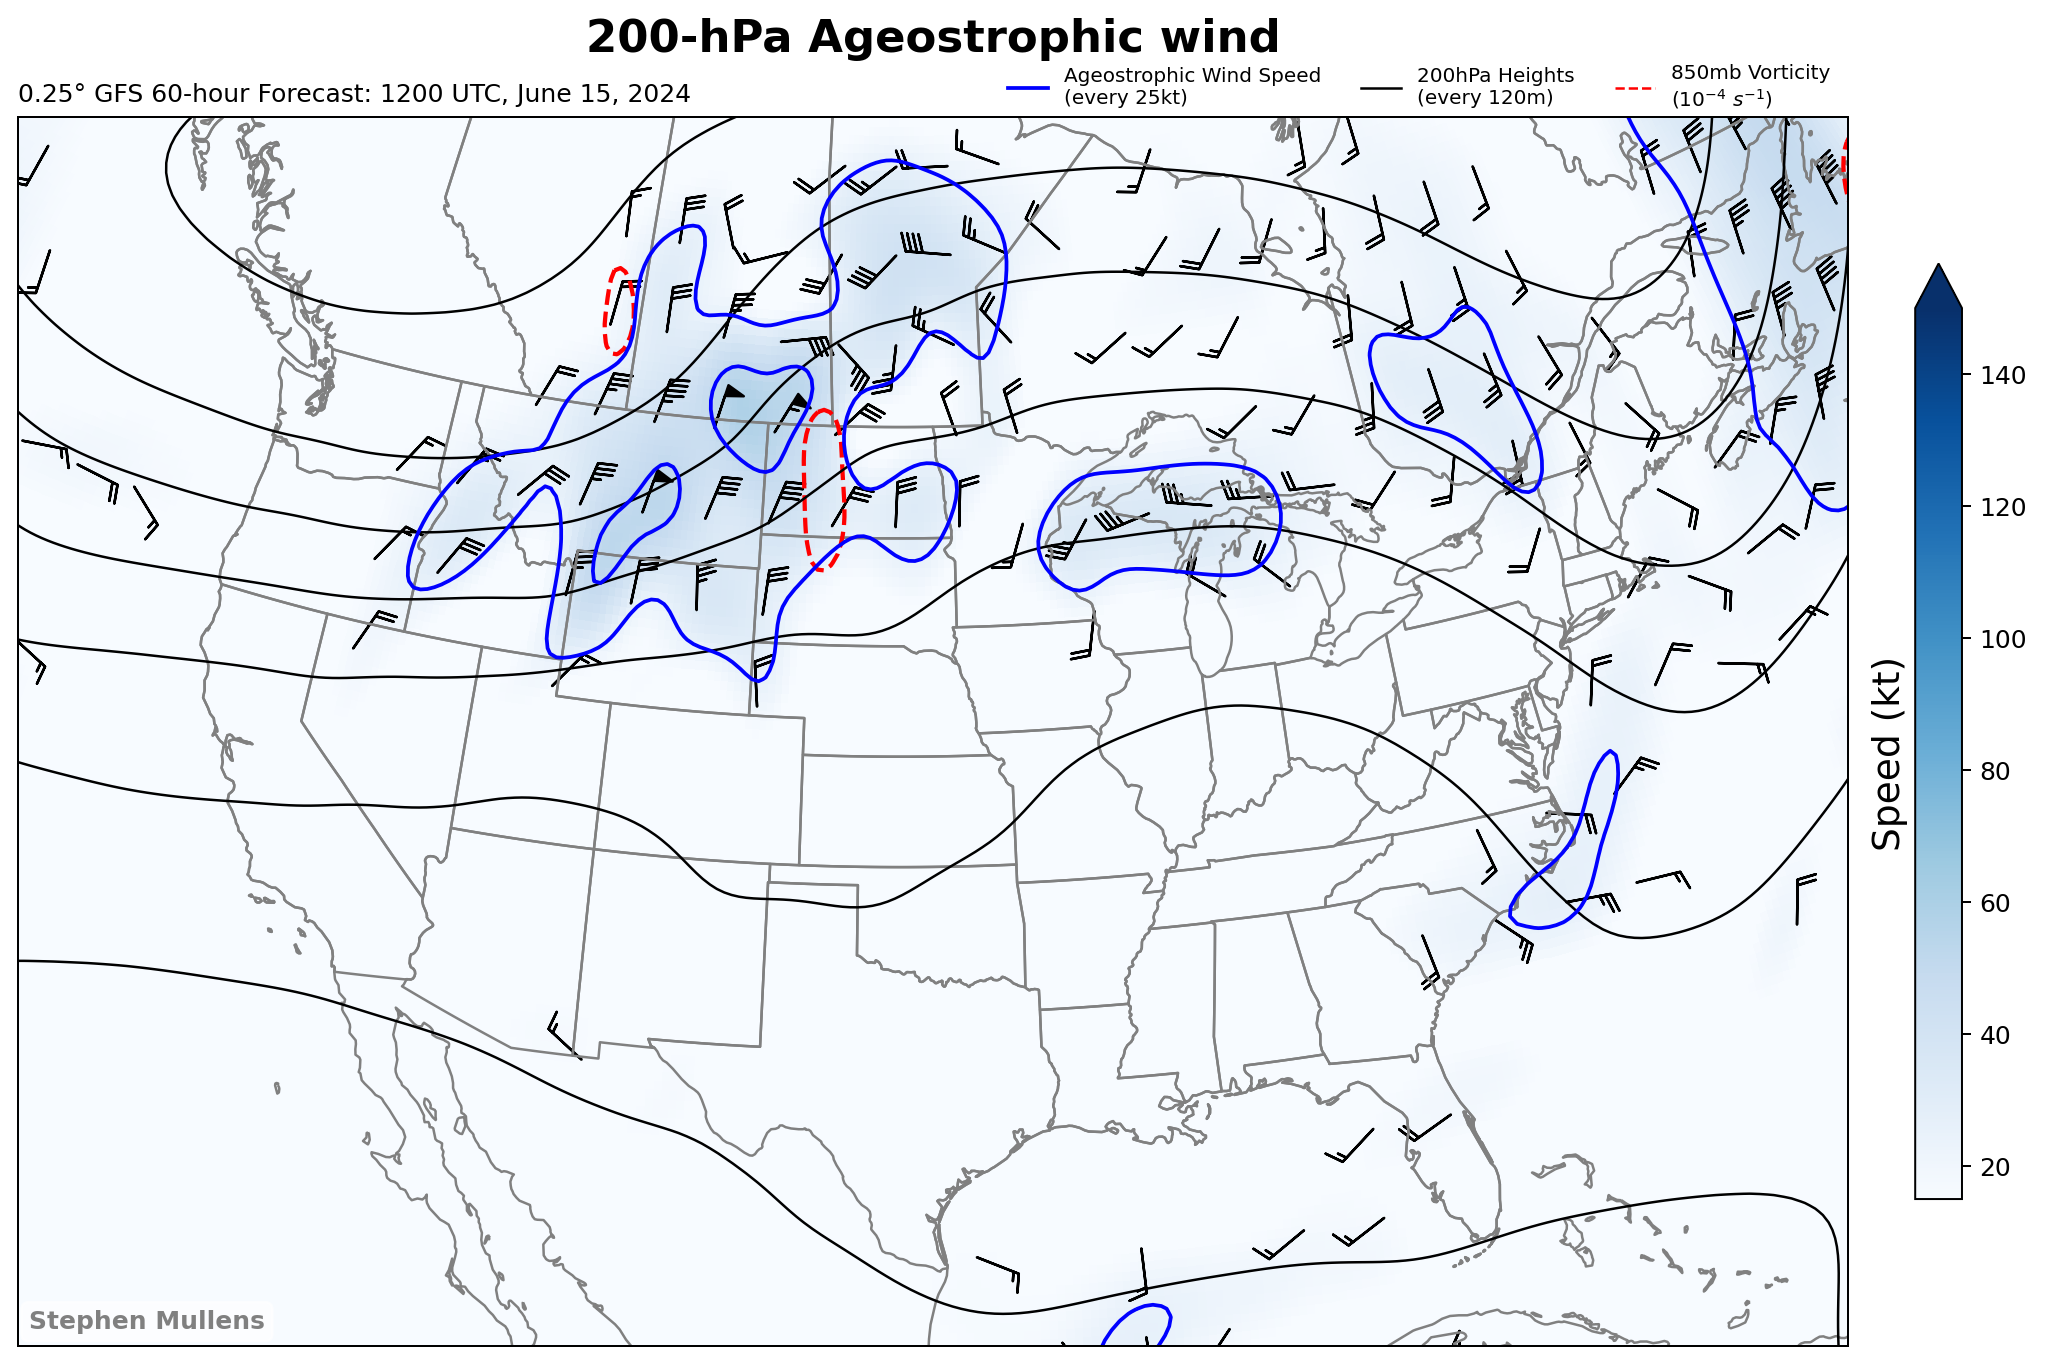 200-hPa Ageostrophic wind
0.25° GFS 60-hour Forecast: 1200 UTC, June 15, 2024
Ageostrophic Wind Speed
(every 25kt)
200hPa Heights
(every 120m)
850mb Vorticity
(10⁻⁴ s⁻¹)
140
120
100
80
60
40
20
Speed (kt)
Stephen Mullens